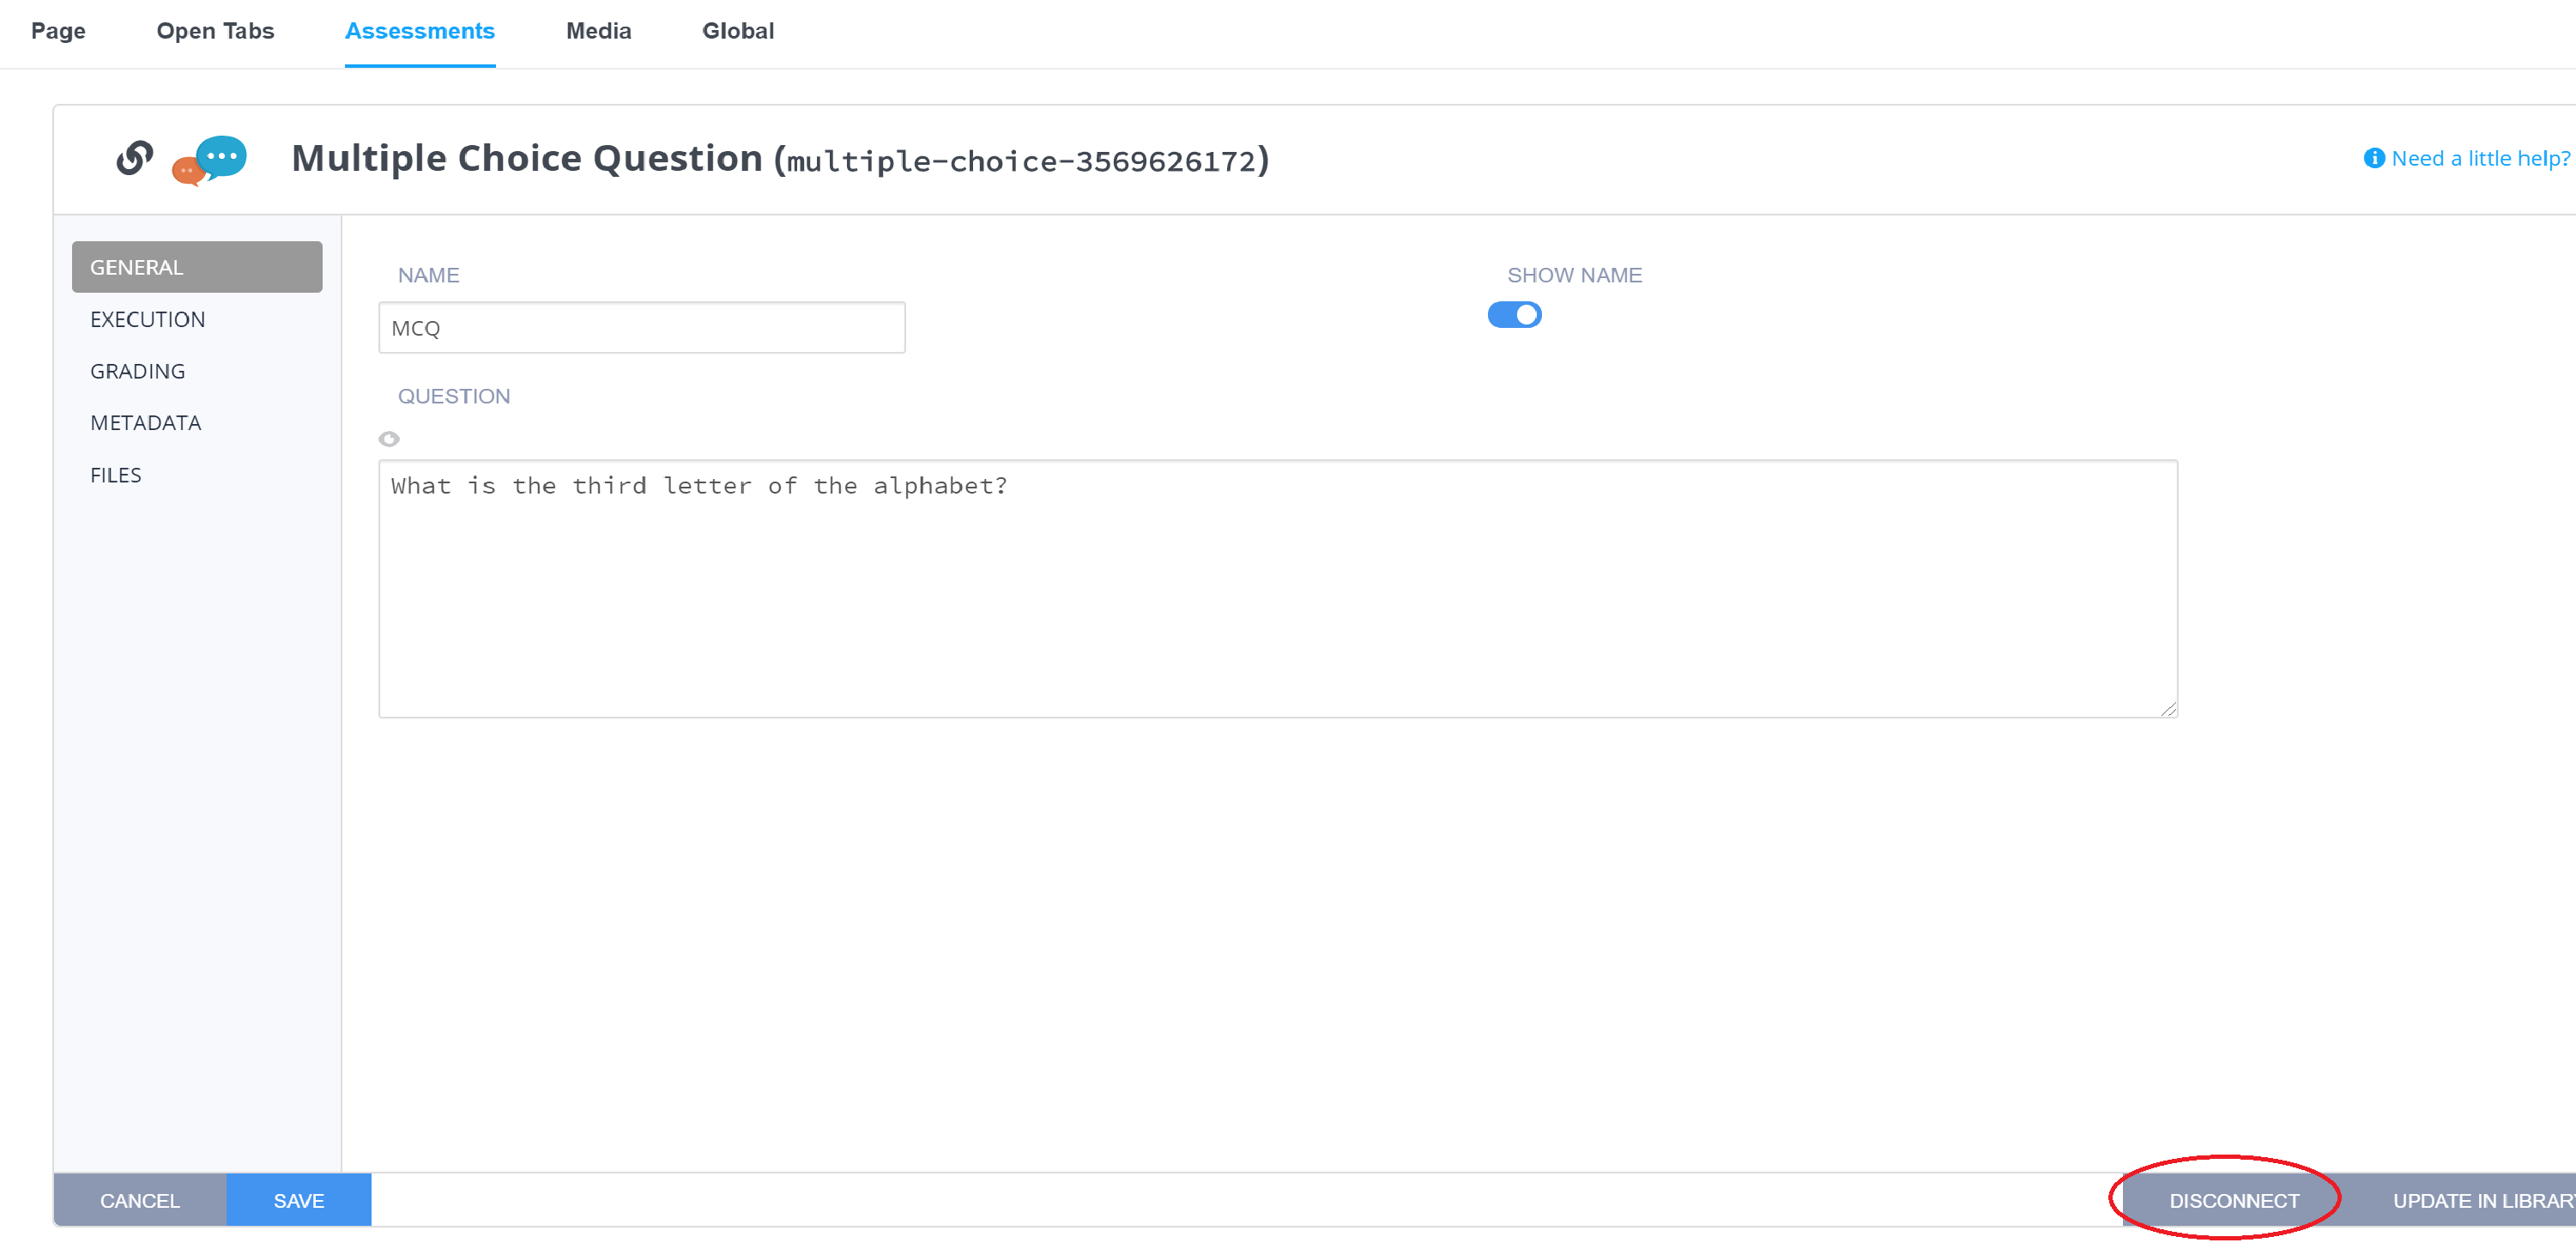 Page Open Tabs Assessments Media Global
Multiple Choice Question (multiple-choice-3569626172)
Need a little help?
GENERAL
EXECUTION
GRADING
METADATA
FILES
NAME
SHOW NAME
MCQ
QUESTION
What is the third letter of the alphabet?
CANCEL SAVE DISCONNECT UPDATE IN LIBRARY